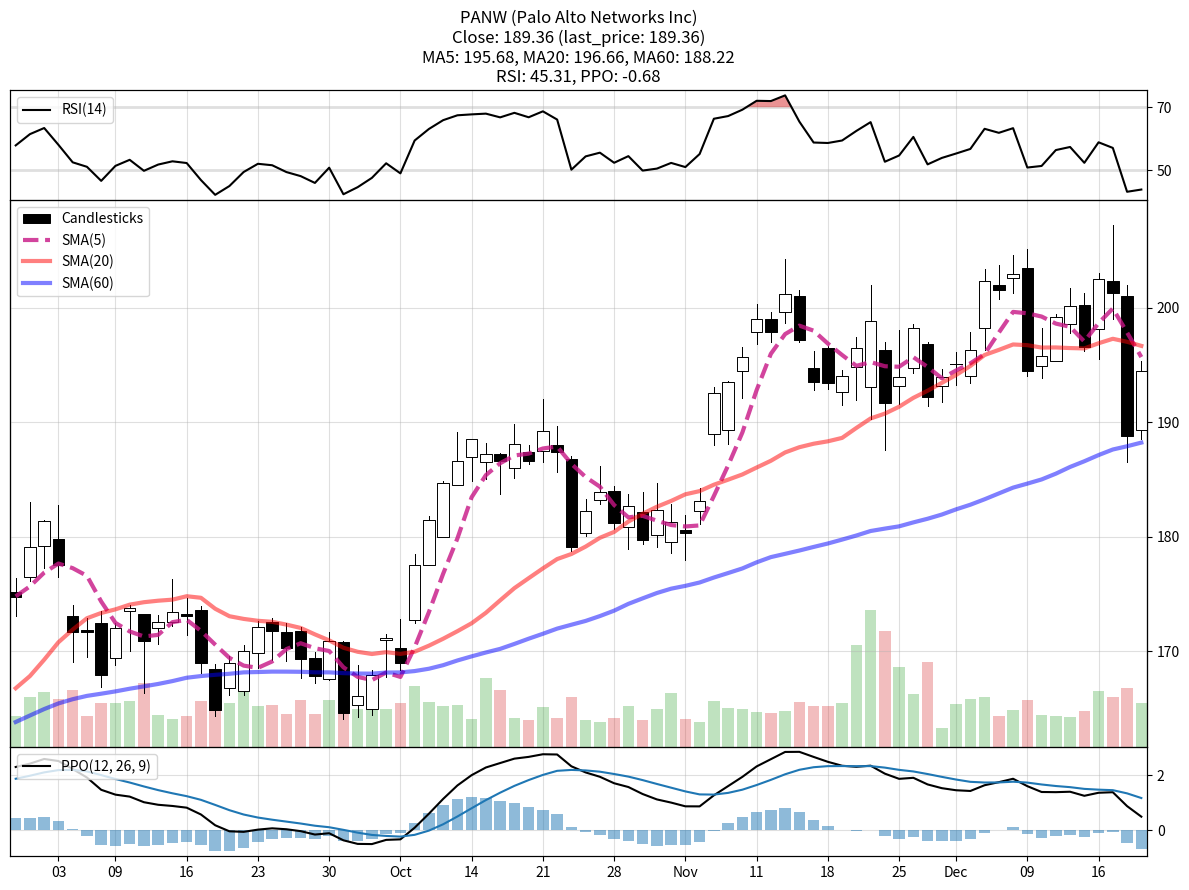 PANW (Palo Alto Networks Inc)
Close: 189.36 (last_price: 189.36)
MA5: 195.68, MA20: 196.66, MA60: 188.22
RSI: 45.31, PPO: -0.68
RSI(14)
70
50
Candlesticks
SMA(5)
SMA(20)
SMA(60)
200
190
180
170
PPO(12, 26, 9)
2
0
03 09 16 23 30 Oct 14 21 28 Nov 11 18 25 Dec 09 16